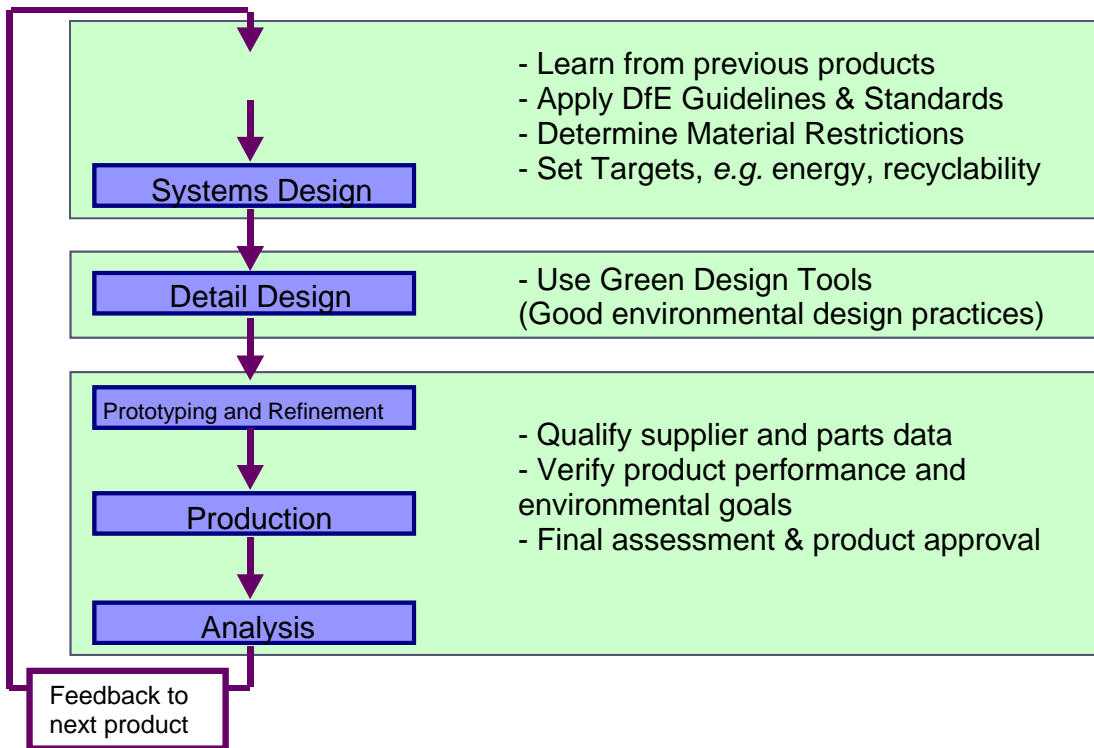 - Learn from previous products
- Apply DfE Guidelines & Standards
- Determine Material Restrictions
- Set Targets, e.g. energy, recyclability
Systems Design
Detail Design
- Use Green Design Tools
(Good environmental design practices)
Prototyping and Refinement
Production
Analysis
- Qualify supplier and parts data
- Verify product performance and
environmental goals
- Final assessment & product approval
Feedback to
next product